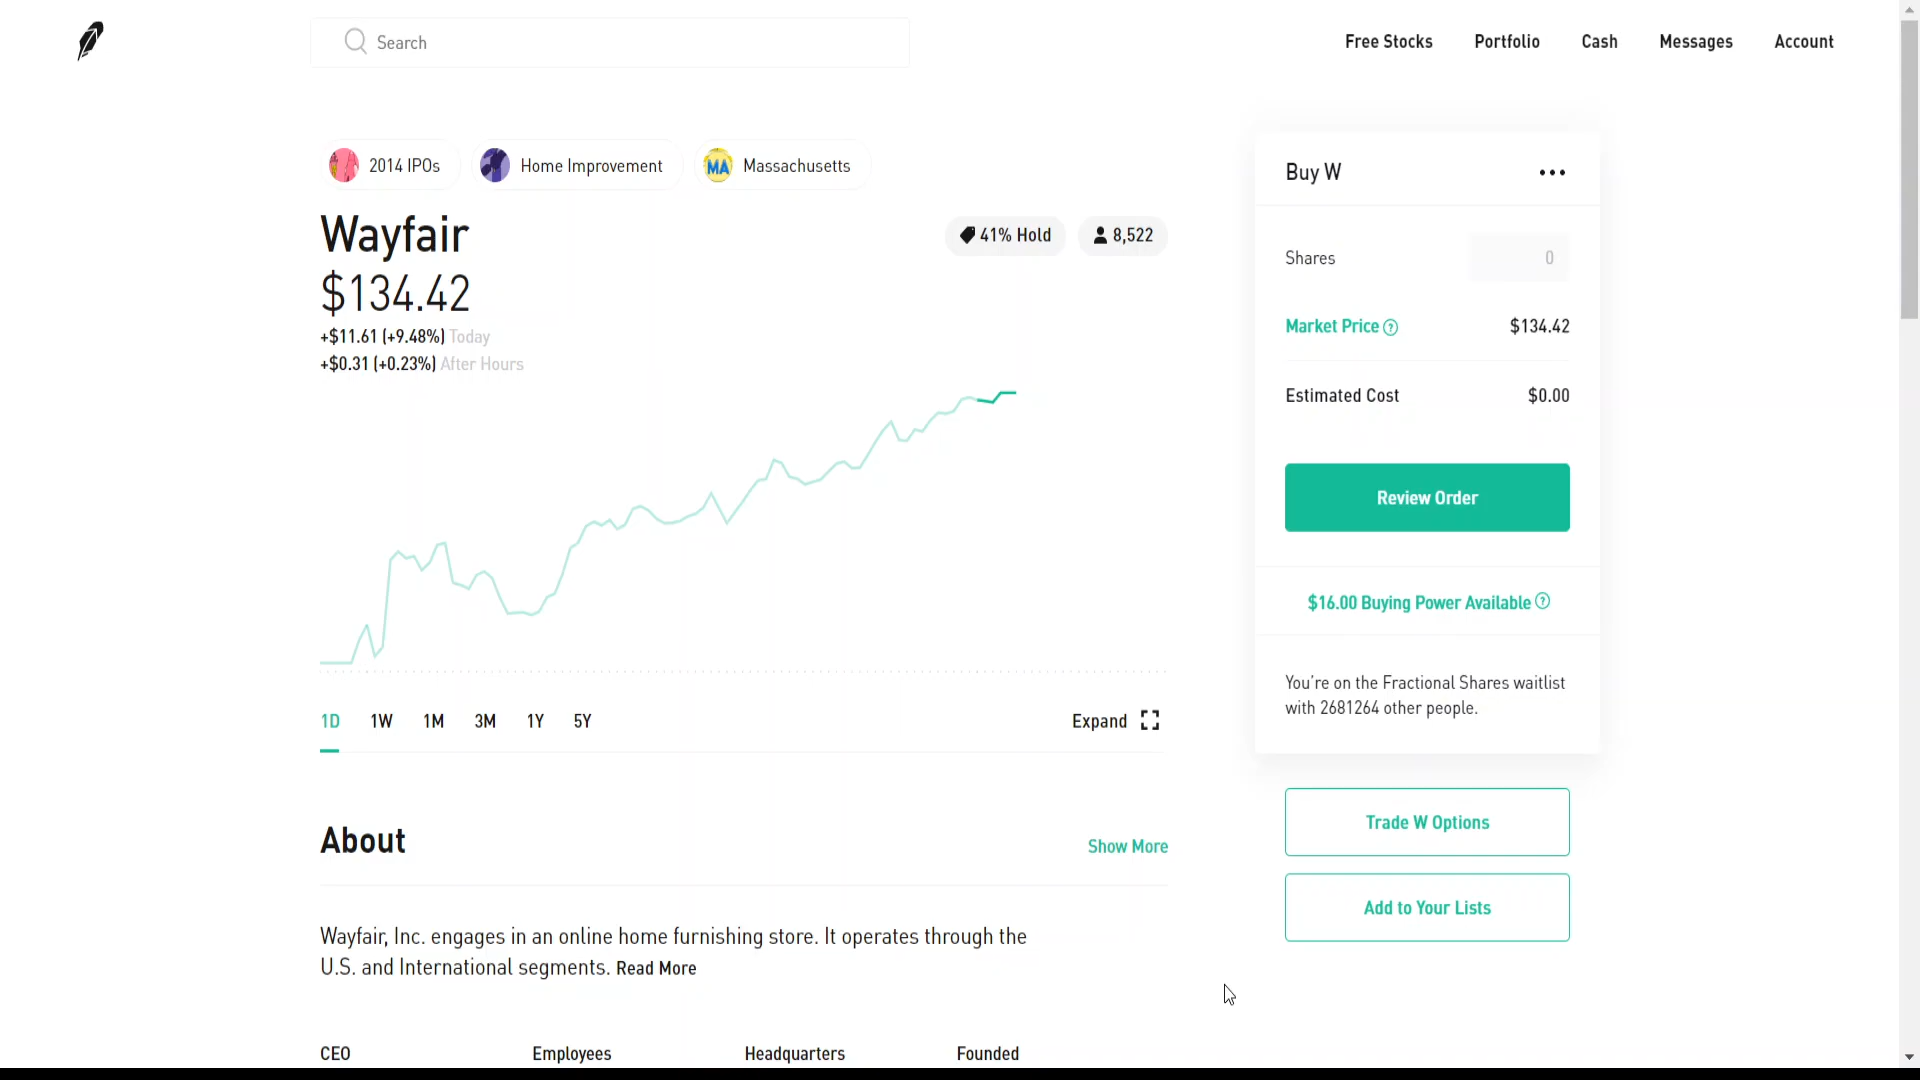 Search
Free Stocks
Portfolio
Cash
Messages
Account
2014 IPOs
Home Improvement
MA
Massachusetts
Wayfair
41% Hold
8,522
$134.42
+$11.61 (+9.48%) Today
+$0.31 (+0.23%) After Hours
1D
1W
1M
3M
1Y
5Y
Expand
About
Show More
Wayfair, Inc. engages in an online home furnishing store. It operates through the
U.S. and International segments. Read More
CEO
Employees
Headquarters
Founded
Buy W
Shares
0
Market Price ?
$134.42
Estimated Cost
$0.00
Review Order
$16.00 Buying Power Available ?
You’re on the Fractional Shares waitlist
with 2681264 other people.
Trade W Options
Add to Your Lists